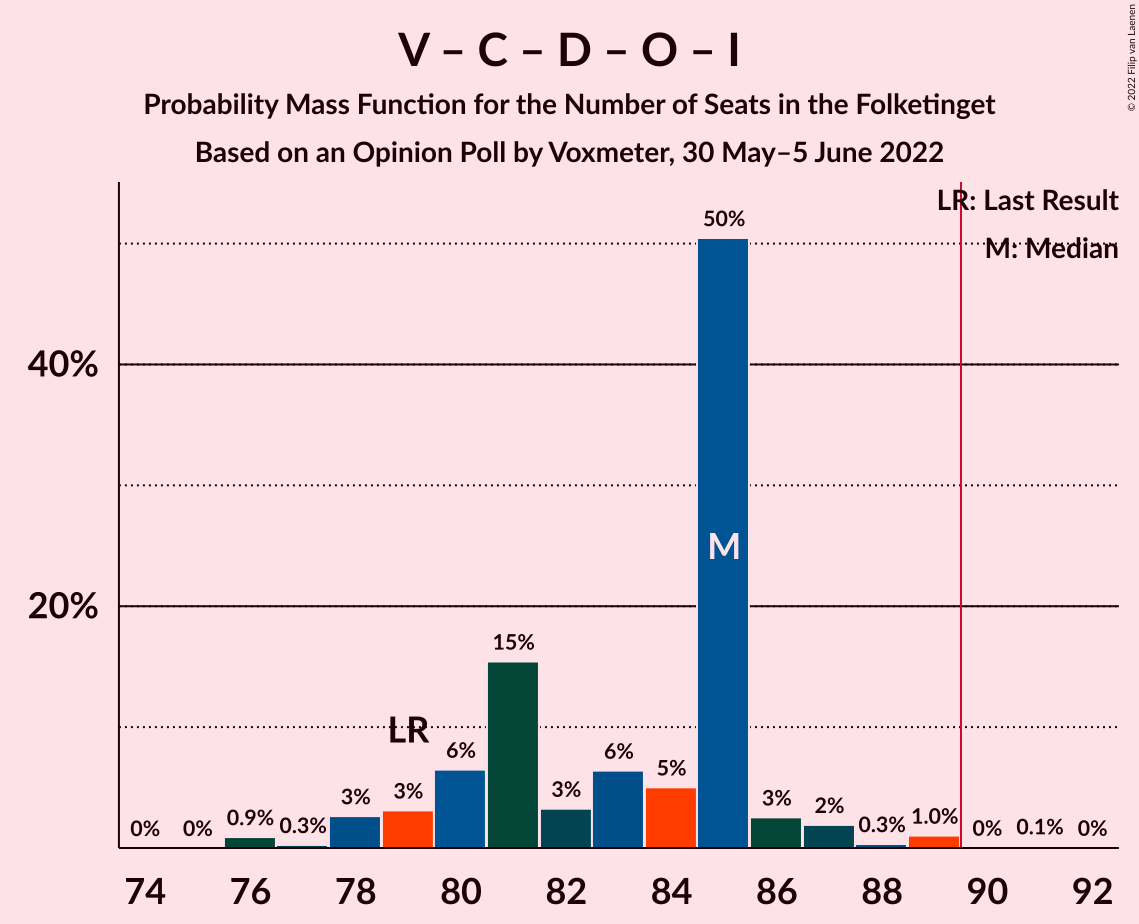 V – C – D – O – I
Probability Mass Function for the Number of Seats in the Folketinget
Based on an Opinion Poll by Voxmeter, 30 May–5 June 2022
© 2022 Filip van Laenen
LR: Last Result
M: Median
50%
40%
20%
M
15%
LR
6%
6%
5%
3%
3%
3%
3%
2%
0%
0%
0.9%
0.3%
0.3%
1.0%
0%
0.1%
0%
74 76 78 80 82 84 86 88 90 92